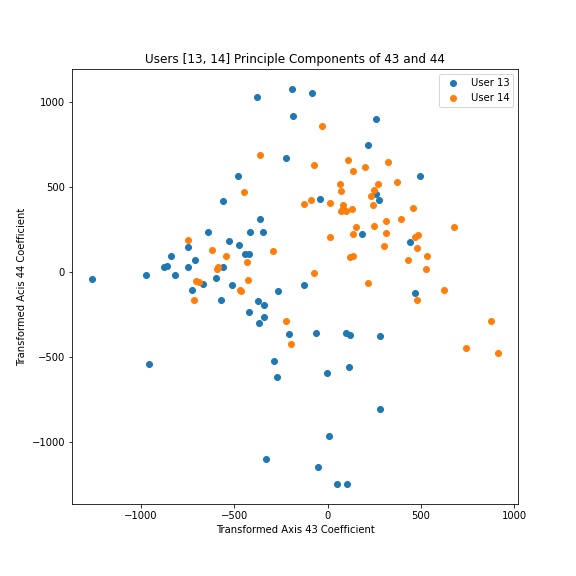 Users [13, 14] Principle Components of 43 and 44
User 13
User 14
1000
500
0
−500
−1000
Transformed Acis 44 Coefficient
−1000
−500
0
500
1000
Transformed Axis 43 Coefficient